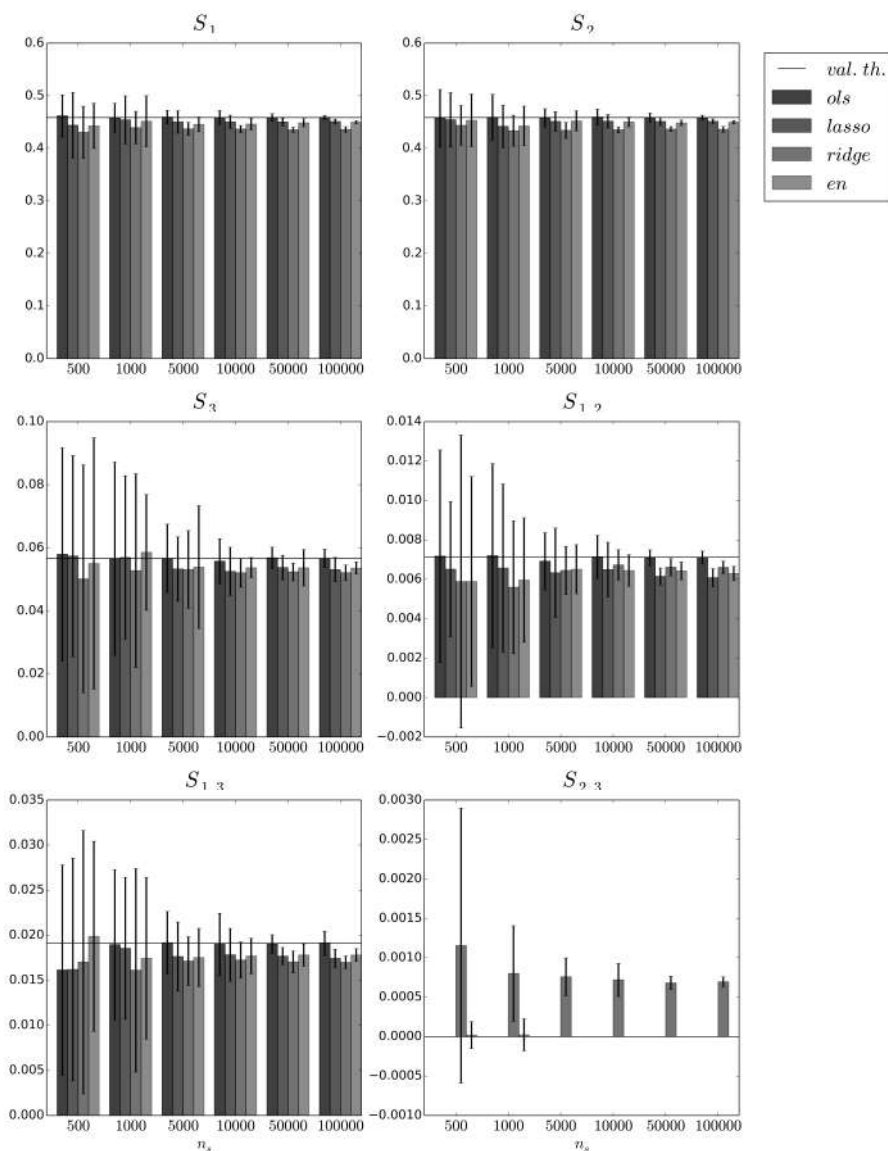 S₁
0.6
0.5
0.4
0.3
0.2
0.1
0.0
500 1000 5000 10000 50000 100000
S₂
0.6
0.5
0.4
0.3
0.2
0.1
0.0
500 1000 5000 10000 50000 100000
val. th.
ols
lasso
ridge
en
S₃
0.10
0.08
0.06
0.04
0.02
0.00
500 1000 5000 10000 50000 100000
S₁,₂
0.014
0.012
0.010
0.008
0.006
0.004
0.002
0.000
−0.002
500 1000 5000 10000 50000 100000
S₁,₃
0.035
0.030
0.025
0.020
0.015
0.010
0.005
0.000
500 1000 5000 10000 50000 100000
nₛ
S₂,₃
0.0030
0.0025
0.0020
0.0015
0.0010
0.0005
0.0000
−0.0005
−0.0010
500 1000 5000 10000 50000 100000
nₛ